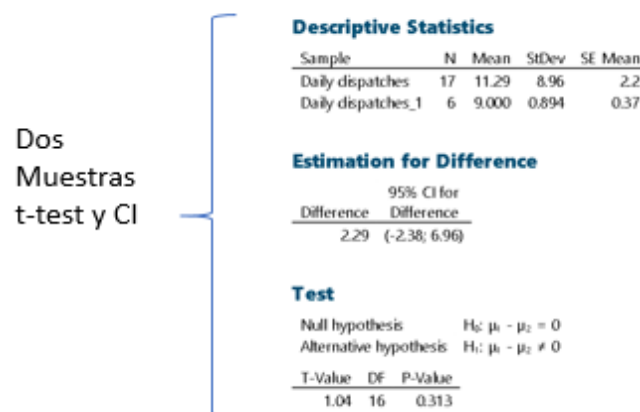 Dos
Muestras
t-test y CI
Descriptive Statistics
Sample N Mean StDev SE Mean
Daily dispatches 17 11.29 8.96 2.2
Daily dispatches_1 6 9.000 0.894 0.37
Estimation for Difference
95% CI for
Difference Difference
2.29 (-2.38; 6.96)
Test
Null hypothesis H₀: μ₁ - μ₂ = 0
Alternative hypothesis H₁: μ₁ - μ₂ ≠ 0
T-Value DF P-Value
1.04 16 0.313